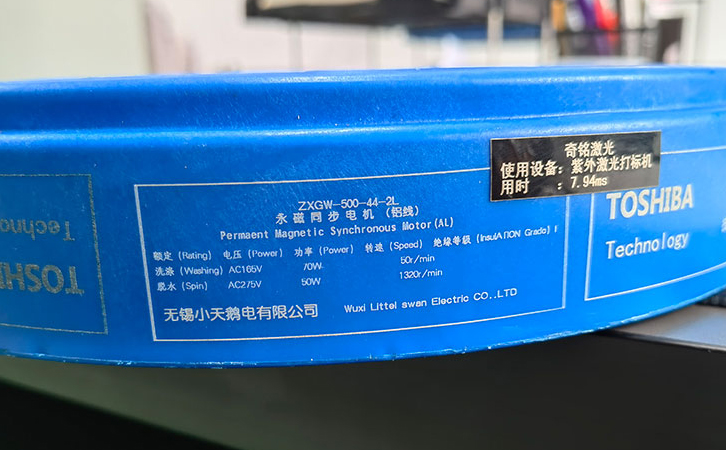 奇铭激光
使用设备：紫外激光打标机
用时 ：7.94ms
ZXGW-500-44-2L
永磁同步电机（铝线）
Permaent Magnetic Synchronous Motor(AL)
额定（Rating) 电压（Power) 功率（Power) 转速（Speed) 绝缘等级（InsulAПON Grade)I
洗涤（Washing) AC165V 70W 50r/min
脱水（Spin) AC275V 50W 1320r/min
无锡小天鹅电有限公司 Wuxi Littel swan Electric CO..LTD
TOSHIBA
Technology
TOSHI
Techno